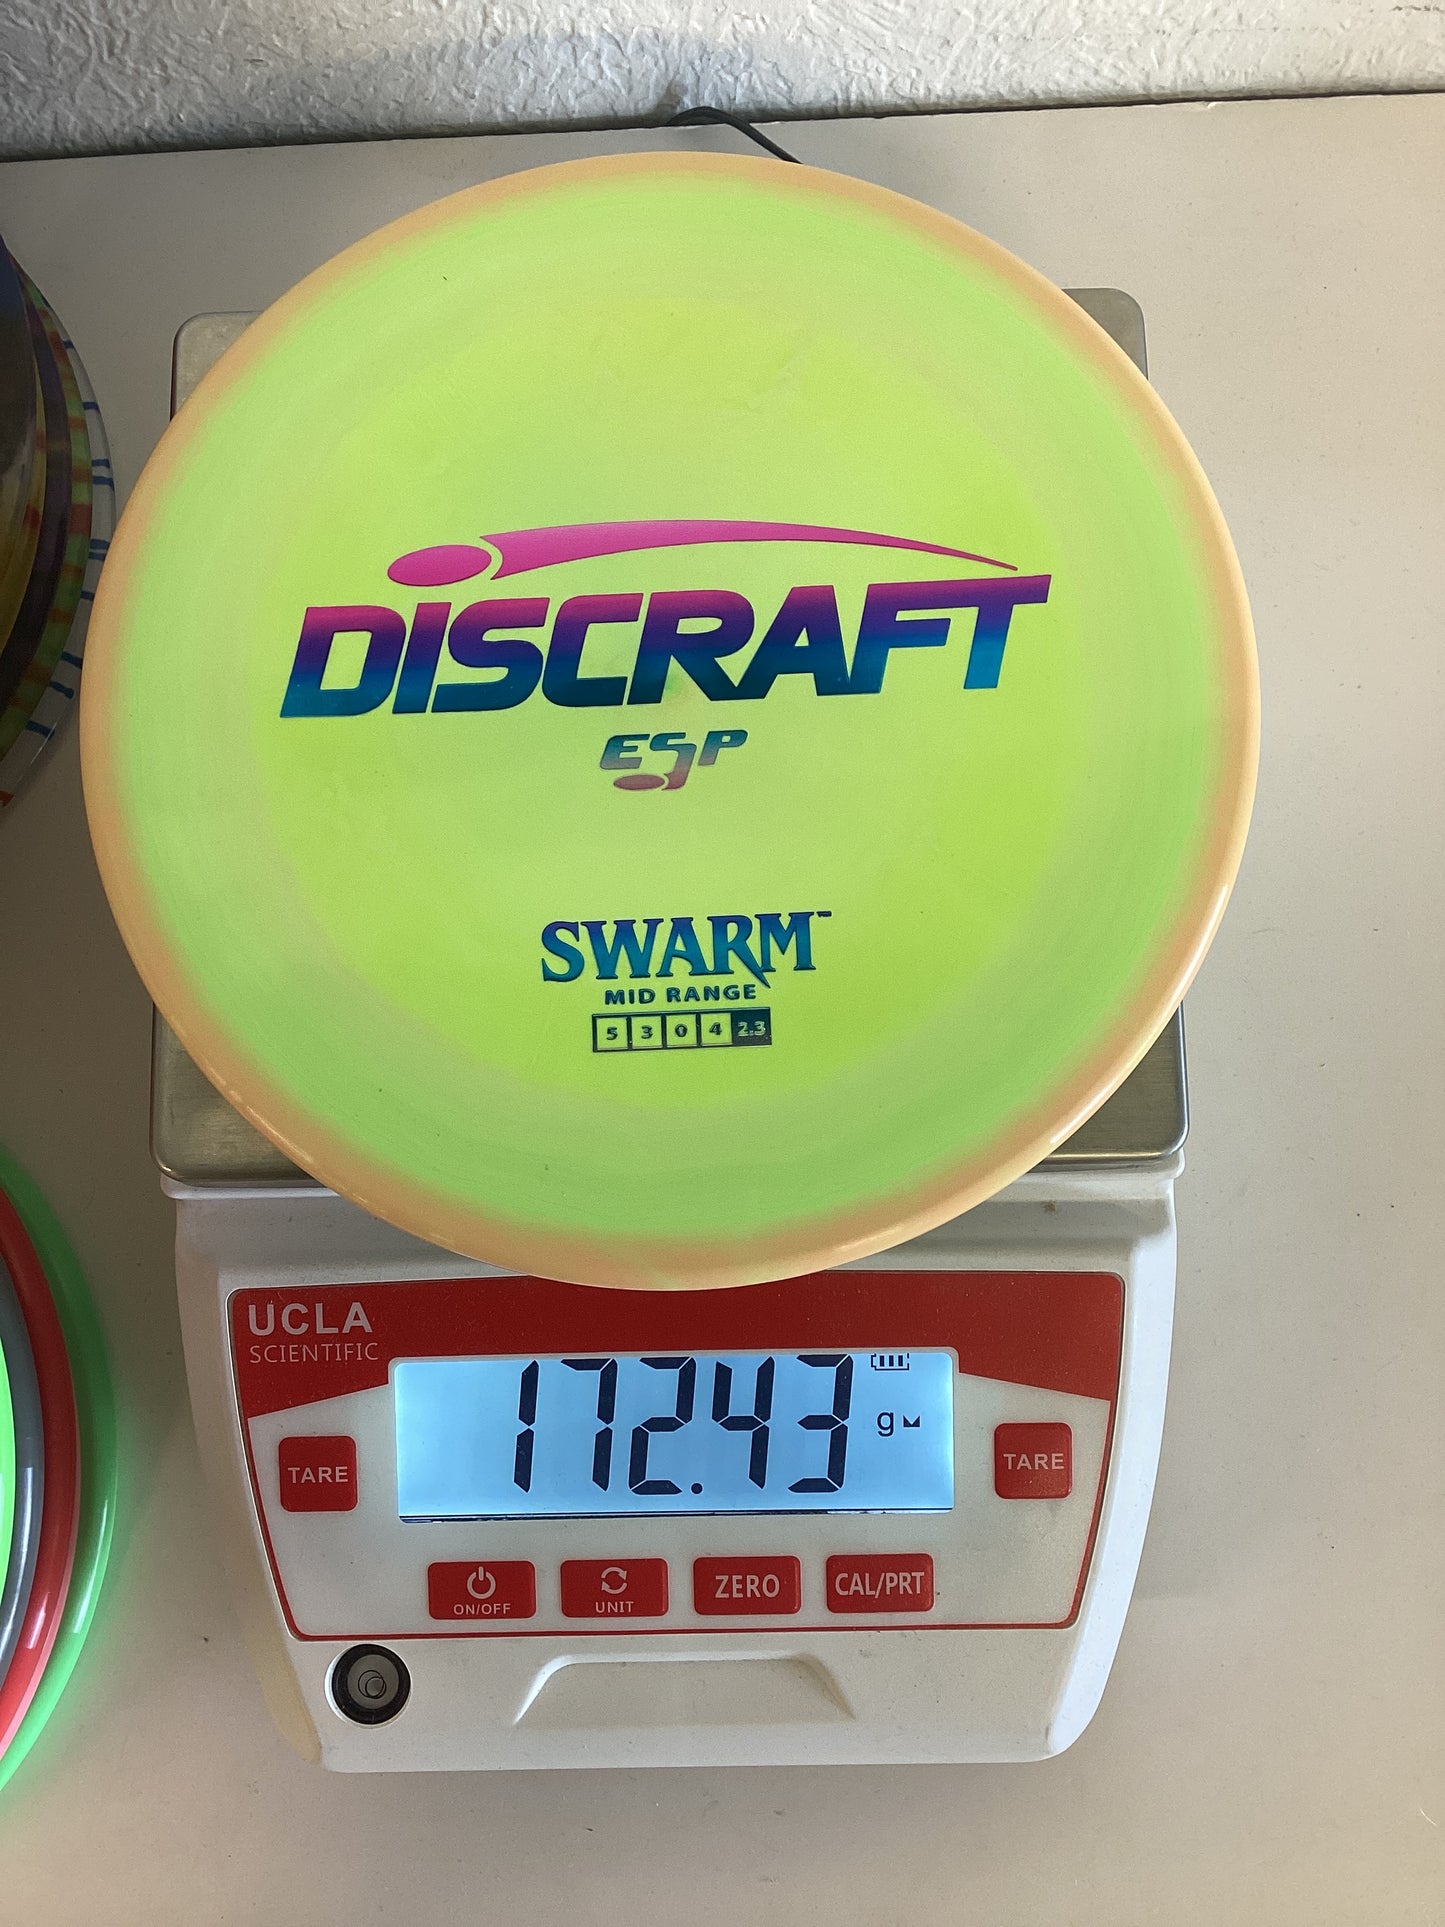 DISCRAFT
ESP
SWARM™
MID RANGE
5 3 0 4 2.3
UCLA
SCIENTIFIC
172.43 g
TARE
TARE
ON/OFF
UNIT
ZERO
CAL/PRT